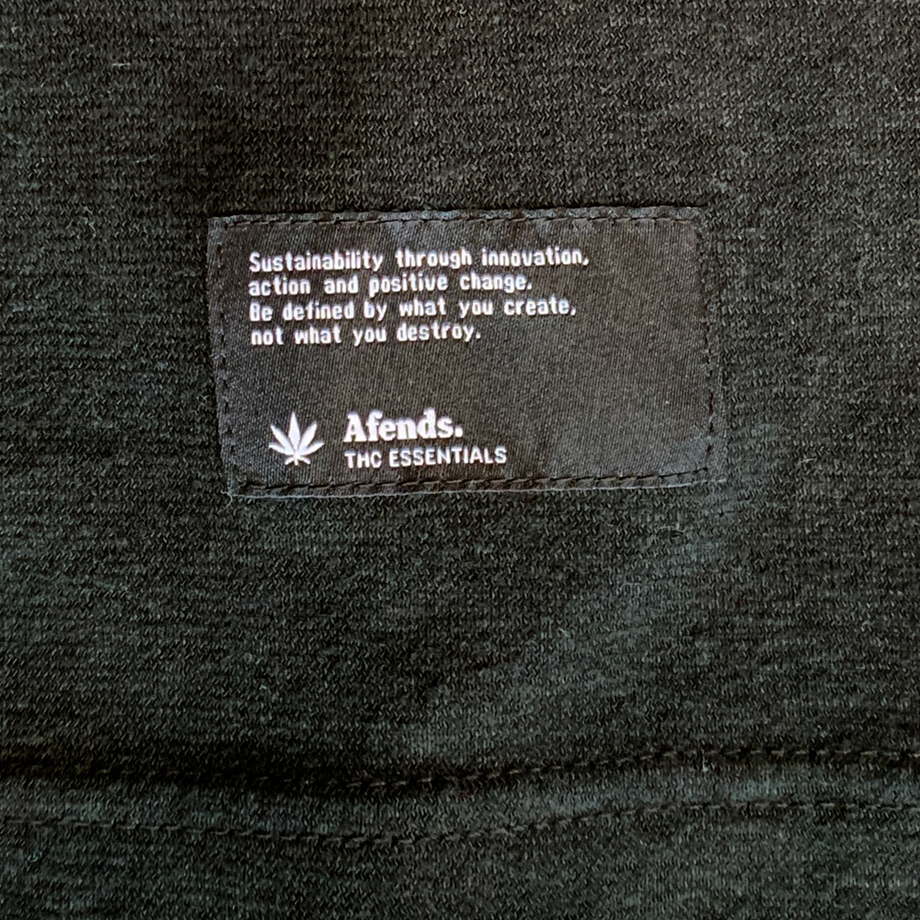 Sustainability through innovation,
action and positive change.
Be defined by what you create,
not what you destroy.
Afends.
THC ESSENTIALS